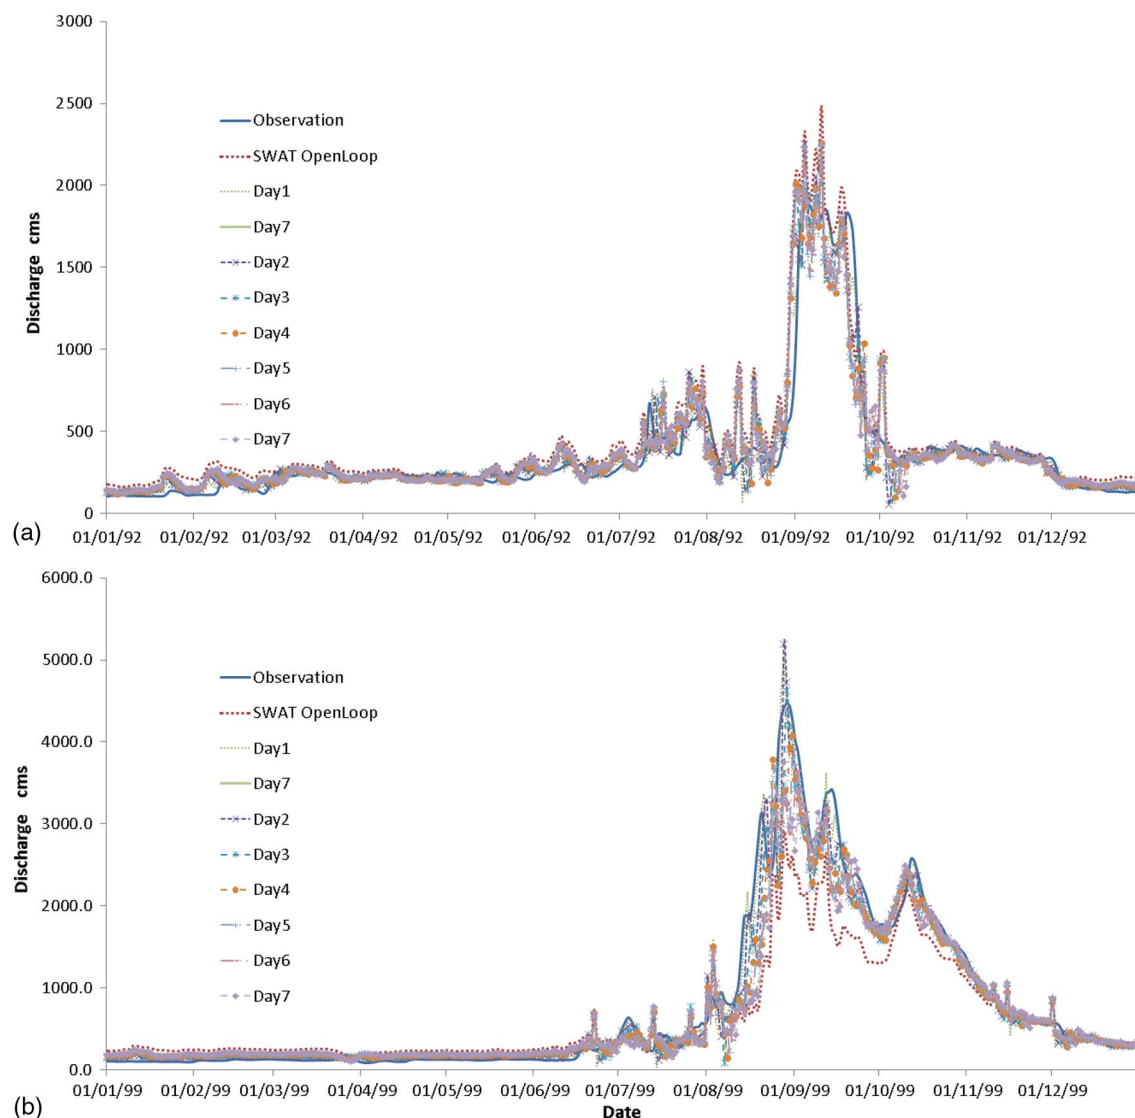 3000
2500
2000
1500
1000
500
0
Discharge cms
Observation
SWAT OpenLoop
Day1
Day7
Day2
Day3
Day4
Day5
Day6
Day7
01/01/92 01/02/92 01/03/92 01/04/92 01/05/92 01/06/92 01/07/92 01/08/92 01/09/92 01/10/92 01/11/92 01/12/92
(a)
6000.0
5000.0
4000.0
3000.0
2000.0
1000.0
0.0
Discharge cms
Observation
SWAT OpenLoop
Day1
Day7
Day2
Day3
Day4
Day5
Day6
Day7
01/01/99 01/02/99 01/03/99 01/04/99 01/05/99 01/06/99 01/07/99 01/08/99 01/09/99 01/10/99 01/11/99 01/12/99
Date
(b)